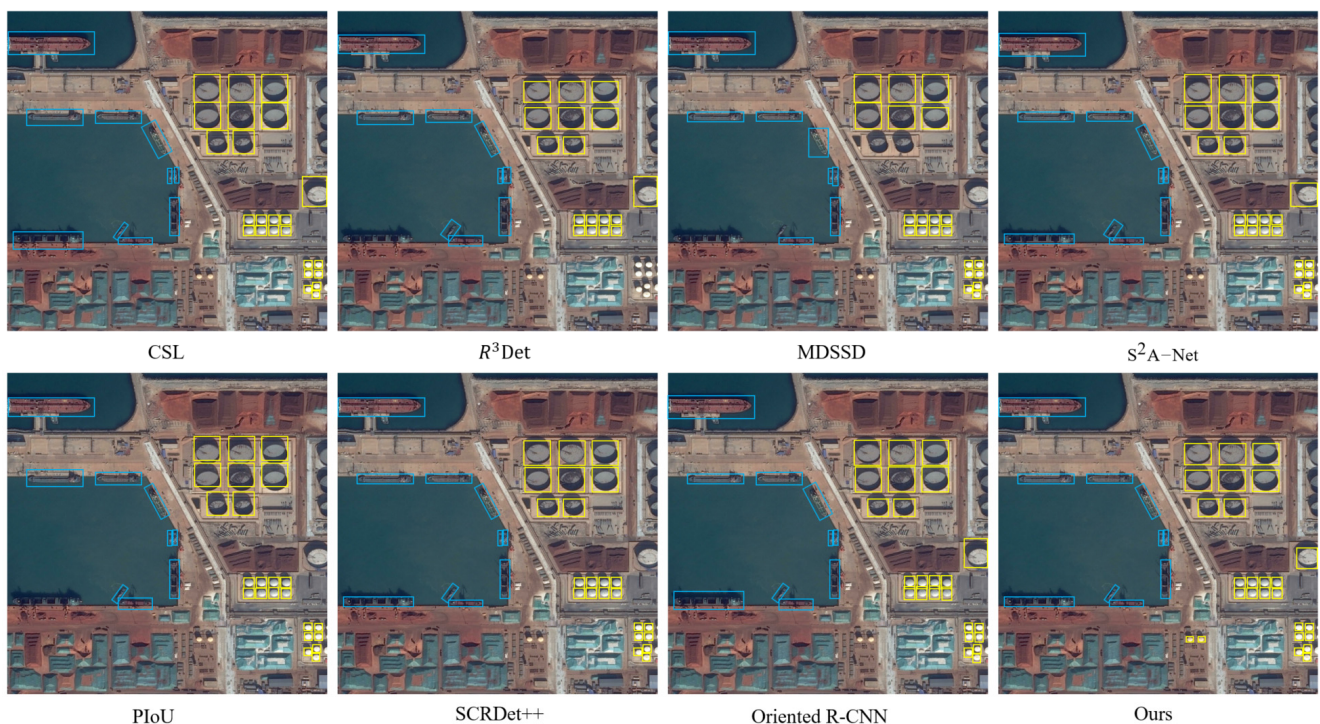 CSL
R³Det
MDSSD
S²A−Net
PIoU
SCRDet++
Oriented R-CNN
Ours